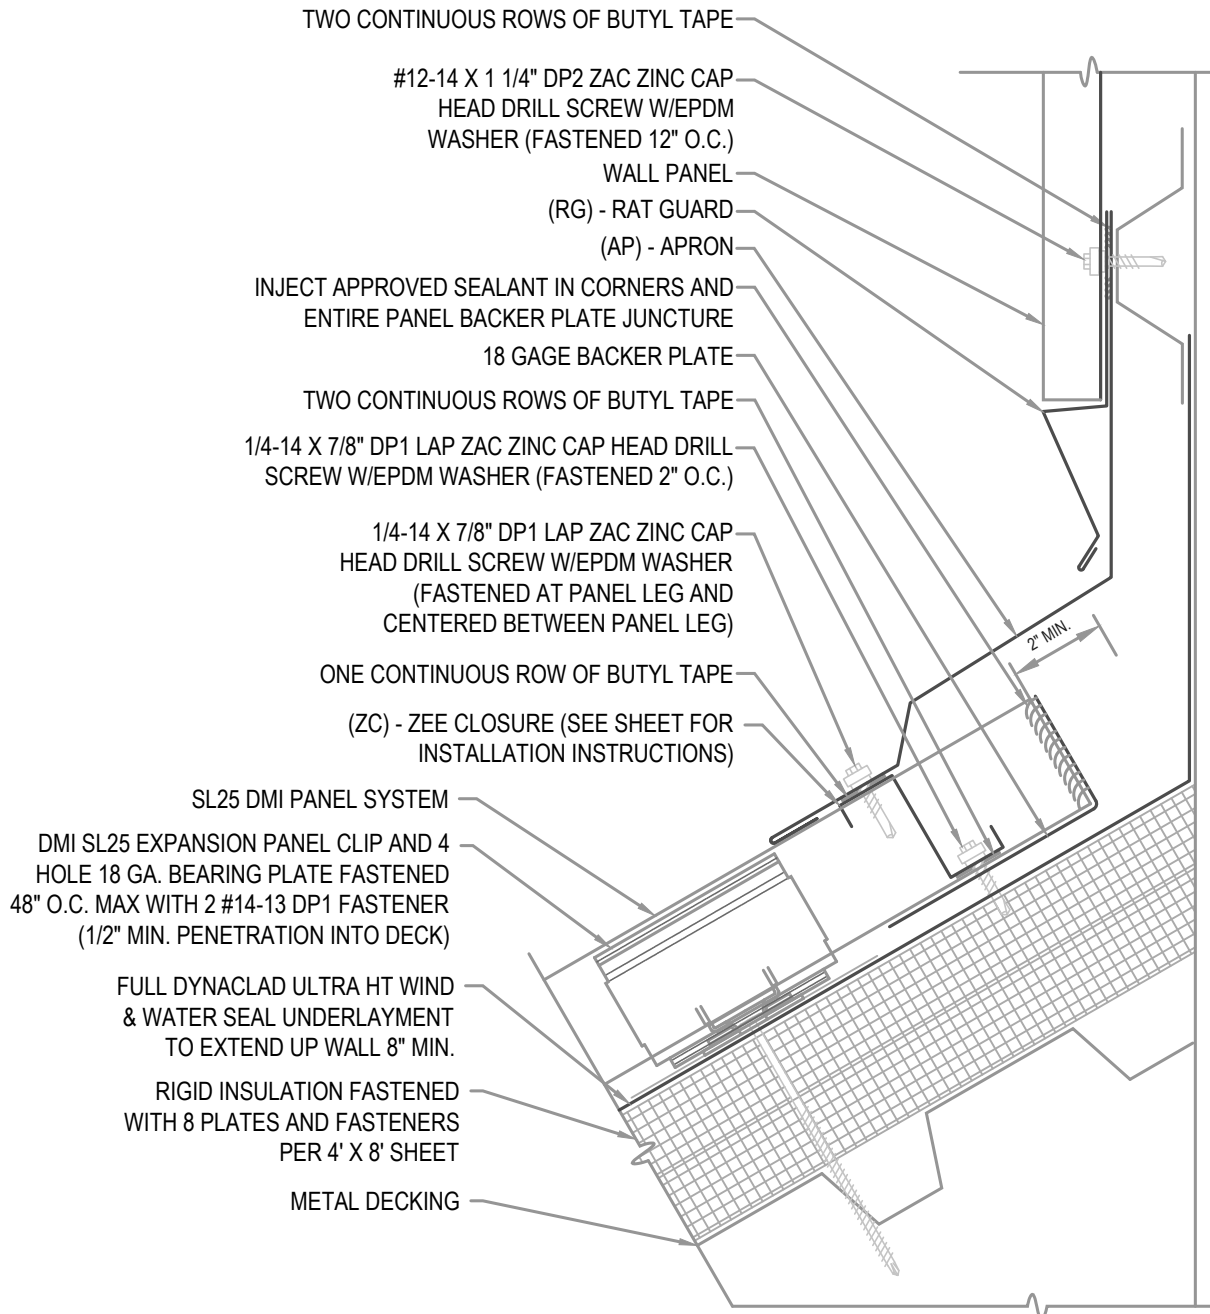 TWO CONTINUOUS ROWS OF BUTYL TAPE
#12-14 X 1 1/4" DP2 ZAC ZINC CAP
HEAD DRILL SCREW W/EPDM
WASHER (FASTENED 12" O.C.)
WALL PANEL
(RG) - RAT GUARD
(AP) - APRON
INJECT APPROVED SEALANT IN CORNERS AND
ENTIRE PANEL BACKER PLATE JUNCTURE
18 GAGE BACKER PLATE
TWO CONTINUOUS ROWS OF BUTYL TAPE
1/4-14 X 7/8" DP1 LAP ZAC ZINC CAP HEAD DRILL
SCREW W/EPDM WASHER (FASTENED 2" O.C.)
1/4-14 X 7/8" DP1 LAP ZAC ZINC CAP
HEAD DRILL SCREW W/EPDM WASHER
(FASTENED AT PANEL LEG AND
CENTERED BETWEEN PANEL LEG)
2" MIN.
ONE CONTINUOUS ROW OF BUTYL TAPE
(ZC) - ZEE CLOSURE (SEE SHEET FOR
INSTALLATION INSTRUCTIONS)
SL25 DMI PANEL SYSTEM
DMI SL25 EXPANSION PANEL CLIP AND 4
HOLE 18 GA. BEARING PLATE FASTENED
48" O.C. MAX WITH 2 #14-13 DP1 FASTENER
(1/2" MIN. PENETRATION INTO DECK)
FULL DYNACLAD ULTRA HT WIND
& WATER SEAL UNDERLAYMENT
TO EXTEND UP WALL 8" MIN.
RIGID INSULATION FASTENED
WITH 8 PLATES AND FASTENERS
PER 4' X 8' SHEET
METAL DECKING